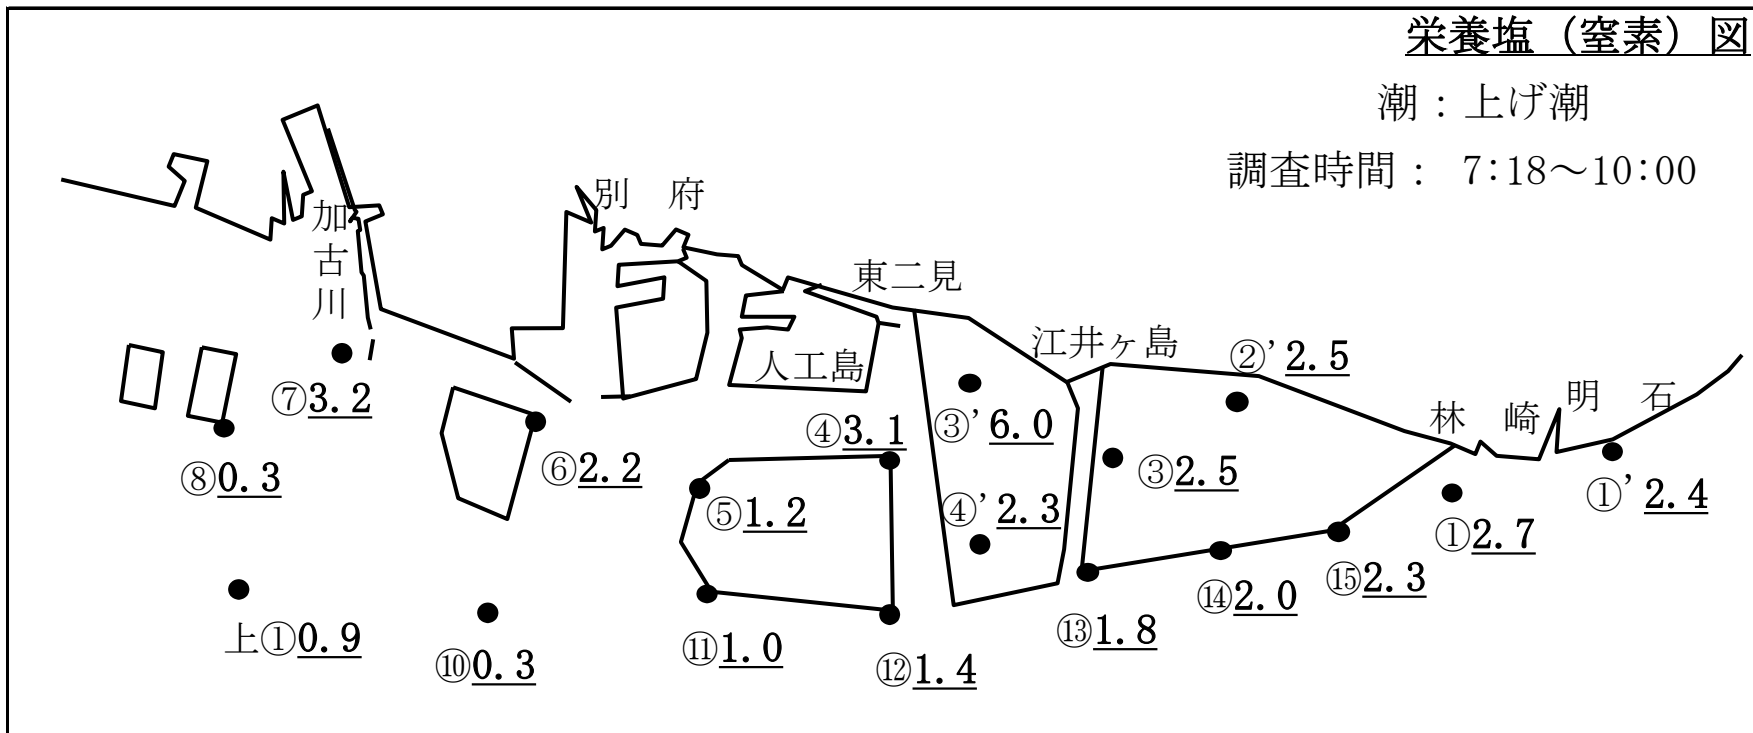 栄養塩（窒素）図
潮：上げ潮
調査時間： 7:18～10:00
加古川
別 府
東二見
人工島
江井ヶ島
林 崎
明 石
⑦3.2
⑧0.3
⑥2.2
④3.1
⑤1.2
③’6.0
④’2.3
②’2.5
③2.5
①’2.4
①2.7
⑮2.3
⑭2.0
⑬1.8
⑫1.4
⑪1.0
⑩0.3
上①0.9